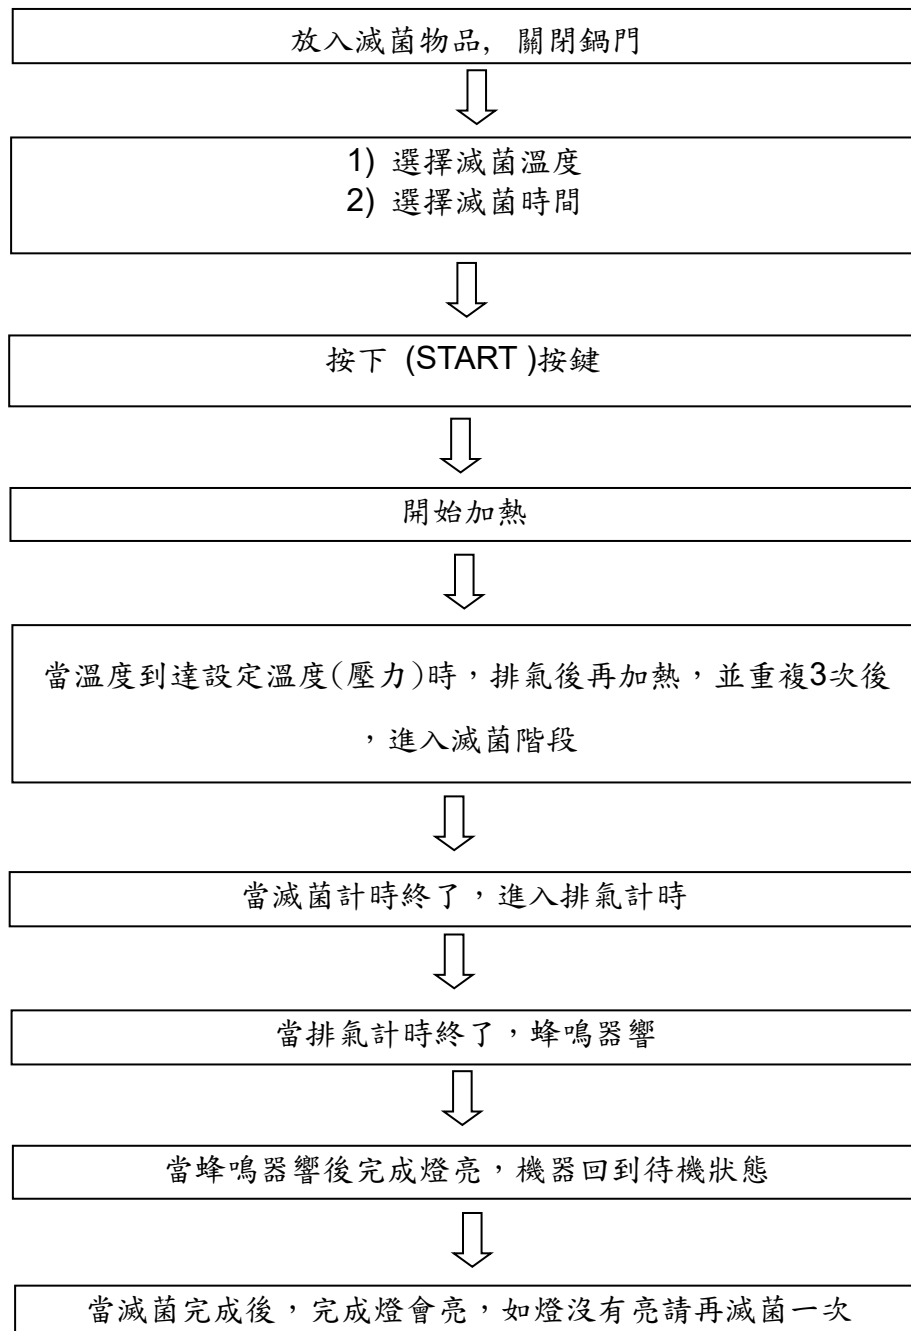 放入滅菌物品, 關閉鍋門
1) 選擇滅菌溫度
2) 選擇滅菌時間
按下 (START )按鍵
開始加熱
當溫度到達設定溫度(壓力)時，排氣後再加熱，並重複3次後
，進入滅菌階段
當滅菌計時終了，進入排氣計時
當排氣計時終了，蜂鳴器響
當蜂鳴器響後完成燈亮，機器回到待機狀態
當滅菌完成後，完成燈會亮，如燈沒有亮請再滅菌一次